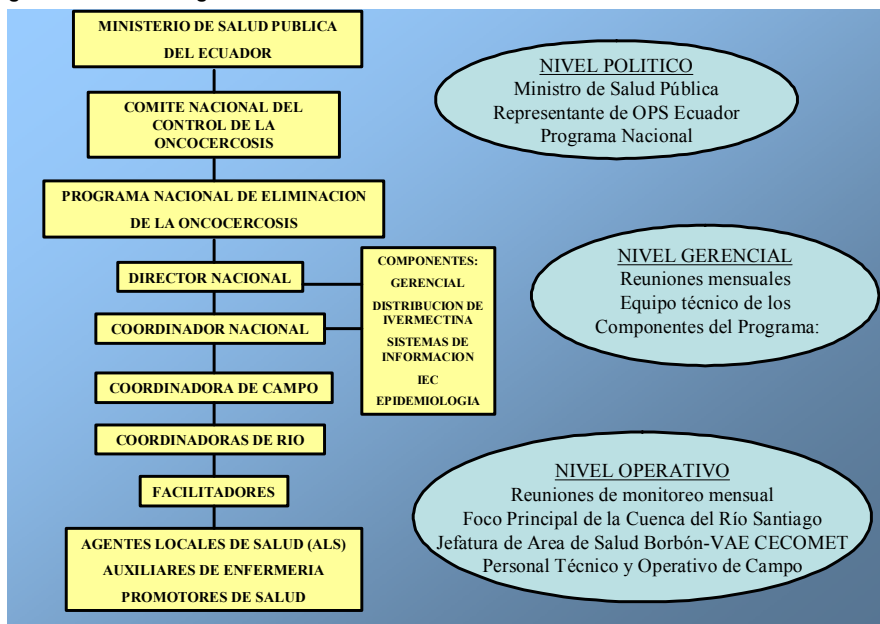 MINISTERIO DE SALUD PUBLICA
DEL ECUADOR
COMITE NACIONAL DEL
CONTROL DE LA
ONCOCERCOSIS
PROGRAMA NACIONAL DE ELIMINACION
DE LA ONCOCERCOSIS
DIRECTOR NACIONAL
COORDINADOR NACIONAL
COMPONENTES:
GERENCIAL
DISTRIBUCION DE
IVERMECTINA
SISTEMAS DE
INFORMACION
IEC
EPIDEMIOLOGIA
COORDINADORA DE CAMPO
COORDINADORAS DE RIO
FACILITADORES
AGENTES LOCALES DE SALUD (ALS)
AUXILIARES DE ENFERMERIA
PROMOTORES DE SALUD
NIVEL POLITICO
Ministro de Salud Pública
Representante de OPS Ecuador
Programa Nacional
NIVEL GERENCIAL
Reuniones mensuales
Equipo técnico de los
Componentes del Programa:
NIVEL OPERATIVO
Reuniones de monitoreo mensual
Foco Principal de la Cuenca del Río Santiago
Jefatura de Area de Salud Borbón-VAE CECOMET
Personal Técnico y Operativo de Campo